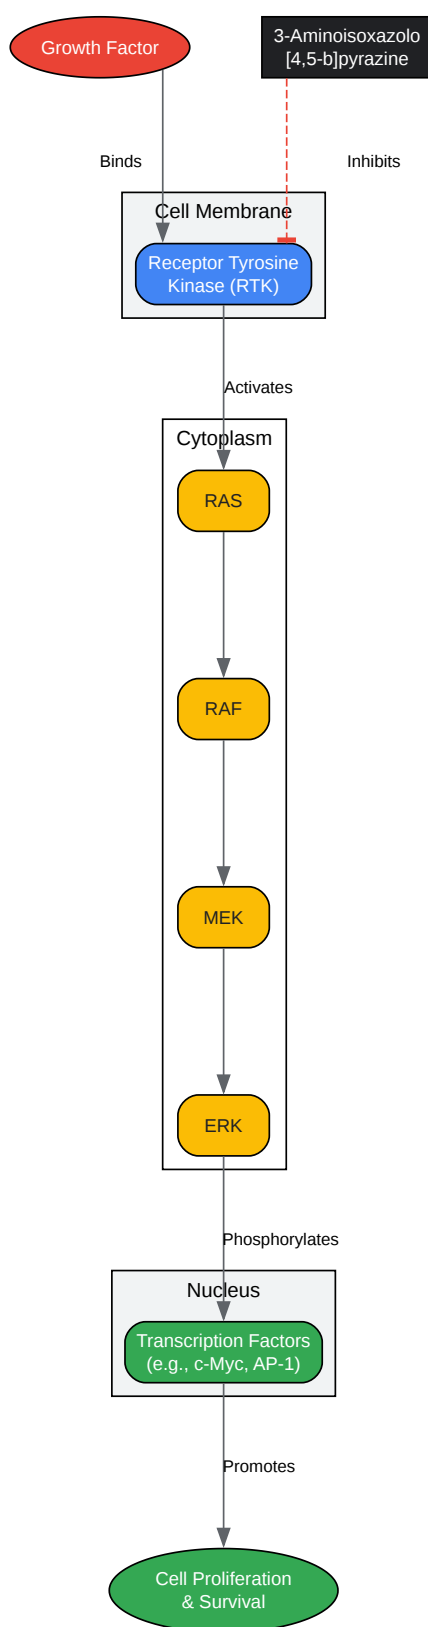 Growth Factor
3-Aminoisoxazolo
[4,5-b]pyrazine
Binds
Inhibits
Cell Membrane
Receptor Tyrosine
Kinase (RTK)
Activates
Cytoplasm
RAS
RAF
MEK
ERK
Phosphorylates
Nucleus
Transcription Factors
(e.g., c-Myc, AP-1)
Promotes
Cell Proliferation
& Survival